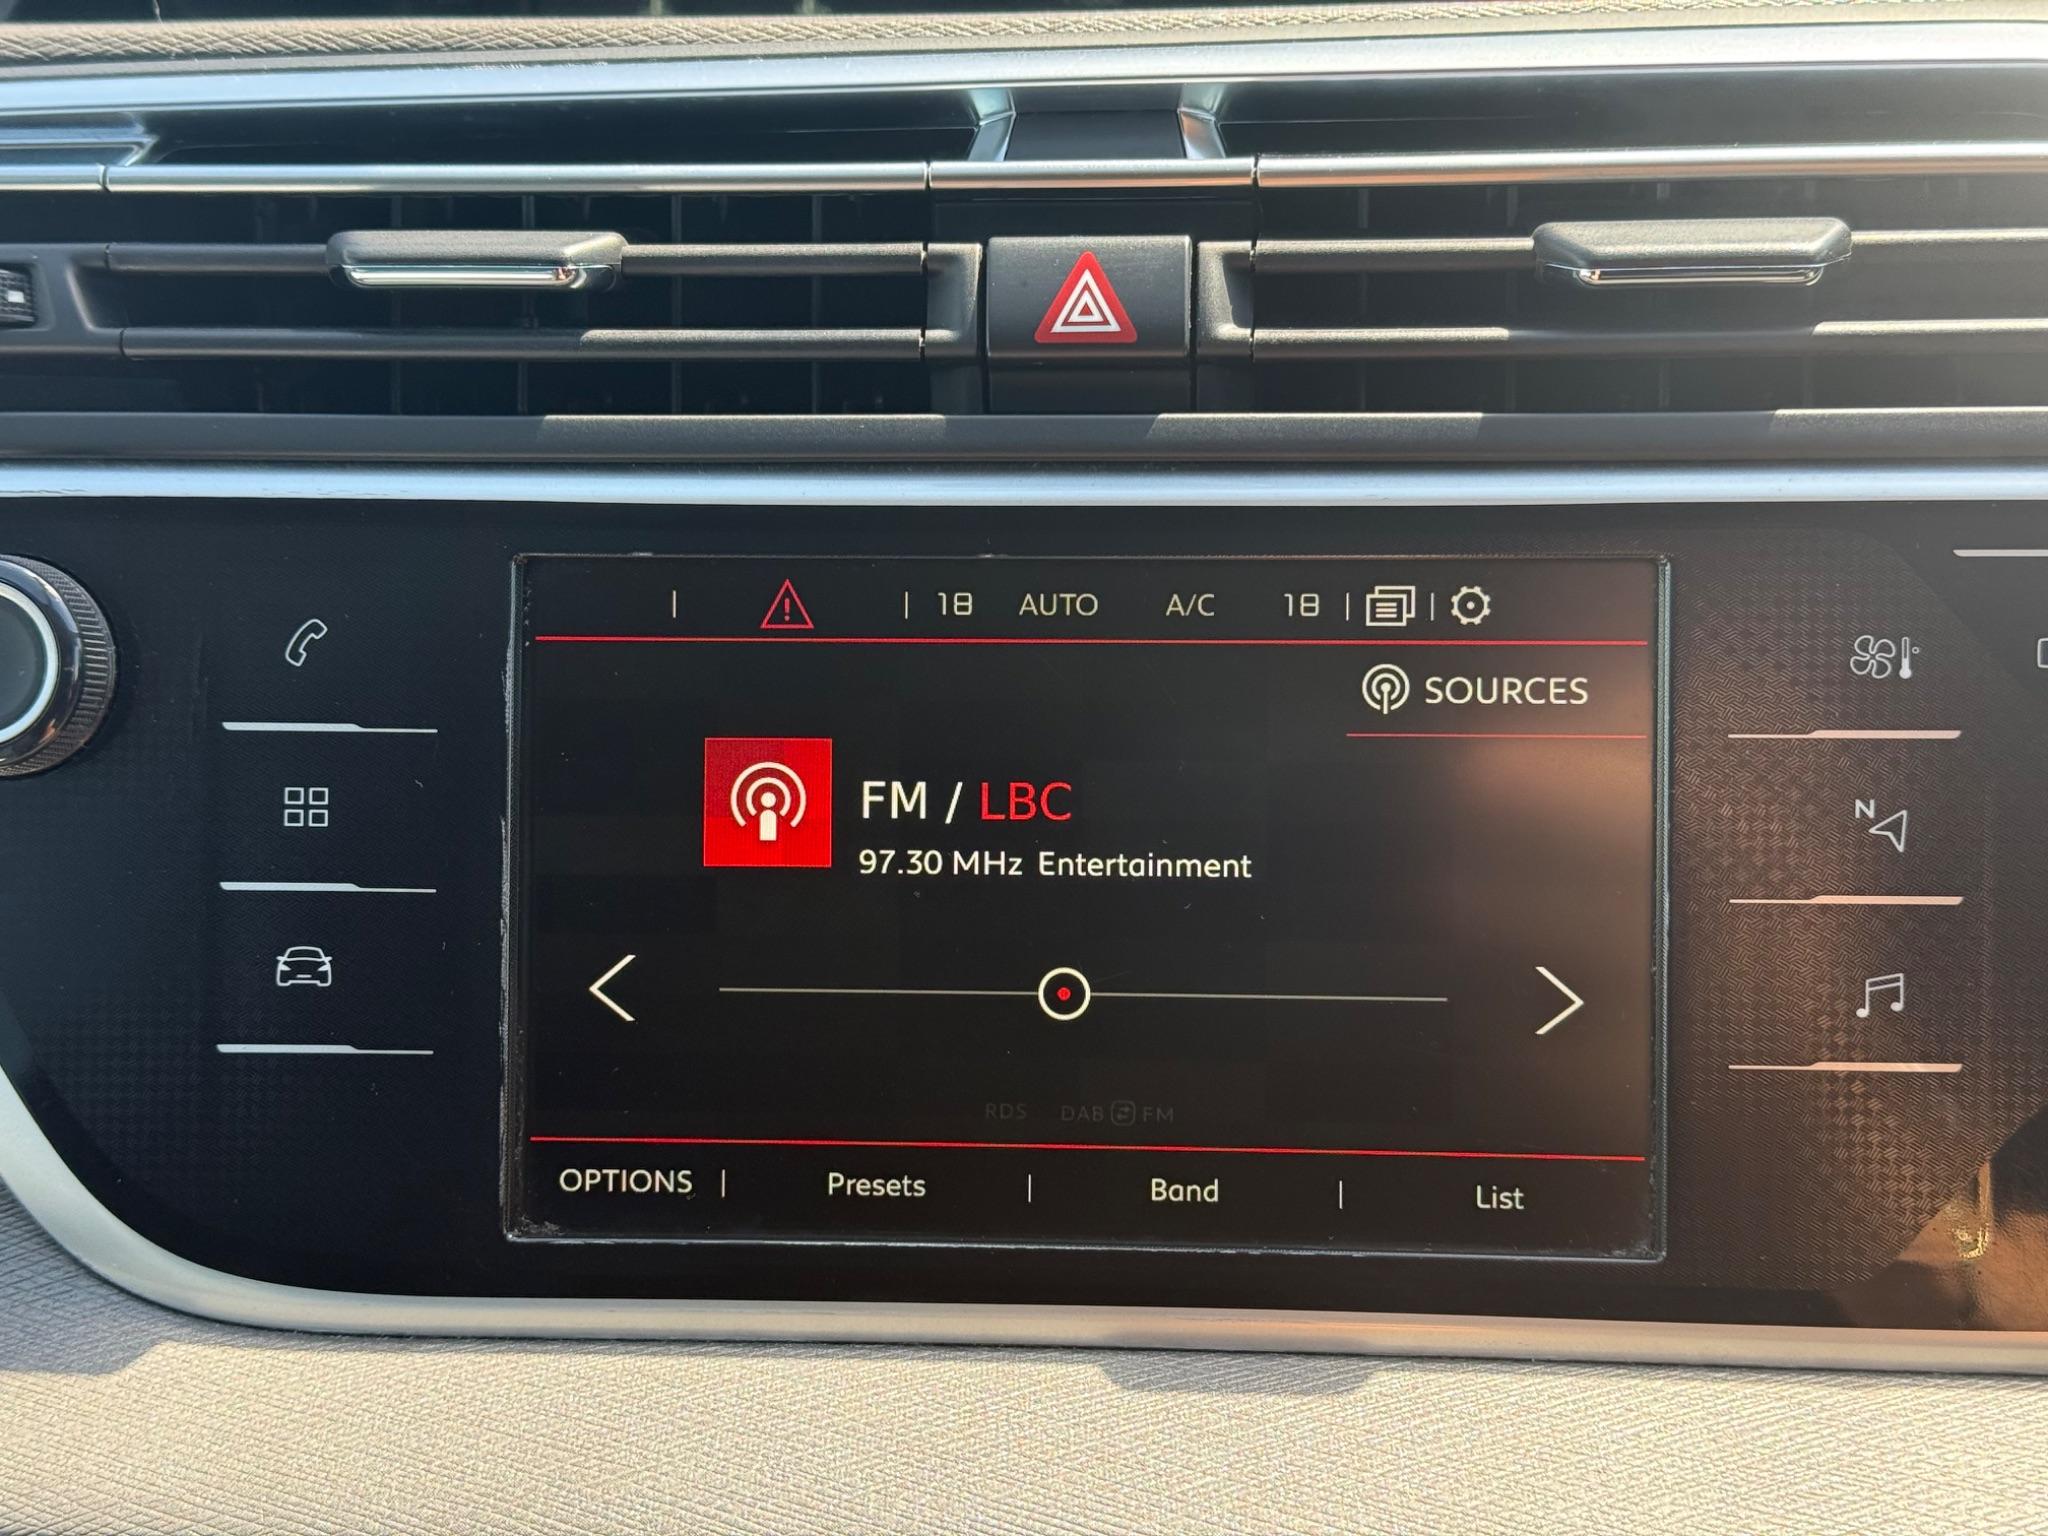 18 AUTO A/C 18
SOURCES
FM / LBC
97.30 MHz Entertainment
RDS DAB FM
OPTIONS Presets Band List
N